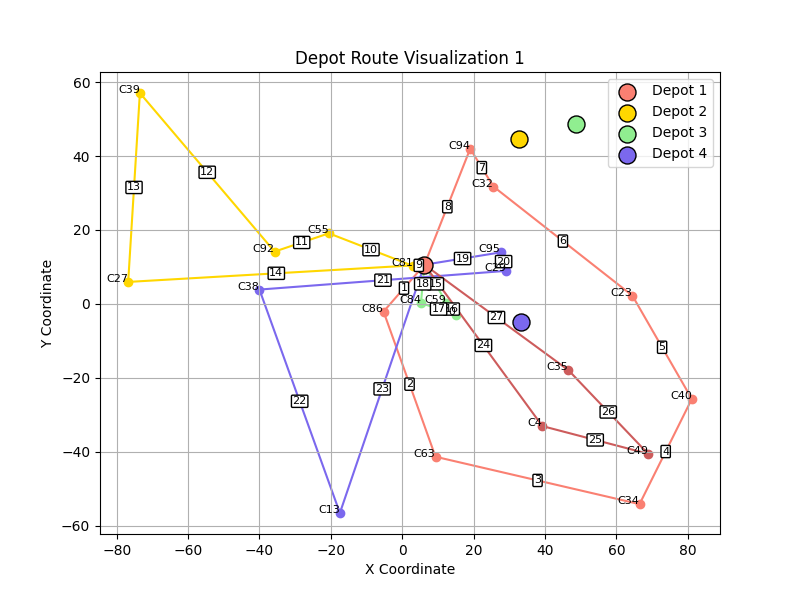 Depot Route Visualization 1
Depot 1
Depot 2
Depot 3
Depot 4
Y Coordinate
60
40
20
0
−20
−40
−60
−80
−60
−40
−20
0
20
40
60
80
X Coordinate
C39
C94
C32
C55
C92
C95
C81
C27
C38
C84
C59
C86
C23
C35
C40
C4
C49
C63
C34
C13
1
2
3
4
5
6
7
8
9
10
11
12
13
14
15
16
17
18
19
20
21
22
23
24
25
26
27